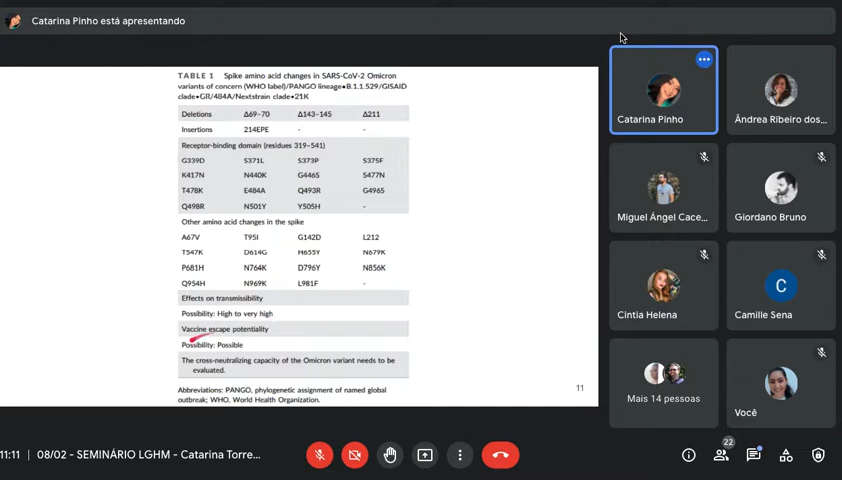 Catarina Pinho está apresentando
TABLE 1 Spike amino acid changes in SARS-CoV-2 Omicron
variants of concern (WHO label)/PANGO lineage•B.1.1.529/GISAID
clade•GR/484A/Nextstrain clade•21K
Deletions Δ69-70 Δ143-145 Δ211
Insertions 214EPE - -
Receptor-binding domain (residues 319–541)
G339D S371L S373P S375F
K417N N440K G446S S477N
T478K E484A Q493R G496S
Q498R N501Y Y505H -
Other amino acid changes in the spike
A67V T95I G142D L212
T547K D614G H655Y N679K
P681H N764K D796Y N856K
Q954H N969K L981F -
Effects on transmissibility
Possibility: High to very high
Vaccine escape potentiality
Possibility: Possible
The cross-neutralizing capacity of the Omicron variant needs to be
evaluated.
Abbreviations: PANGO, phylogenetic assignment of named global
outbreak; WHO, World Health Organization.
11
Catarina Pinho
Ândrea Ribeiro dos...
Miguel Ángel Cace...
Giordano Bruno
Cintia Helena
C
Camille Sena
Mais 14 pessoas
Você
11:11 | 08/02 - SEMINÁRIO LGHM - Catarina Torre...
22